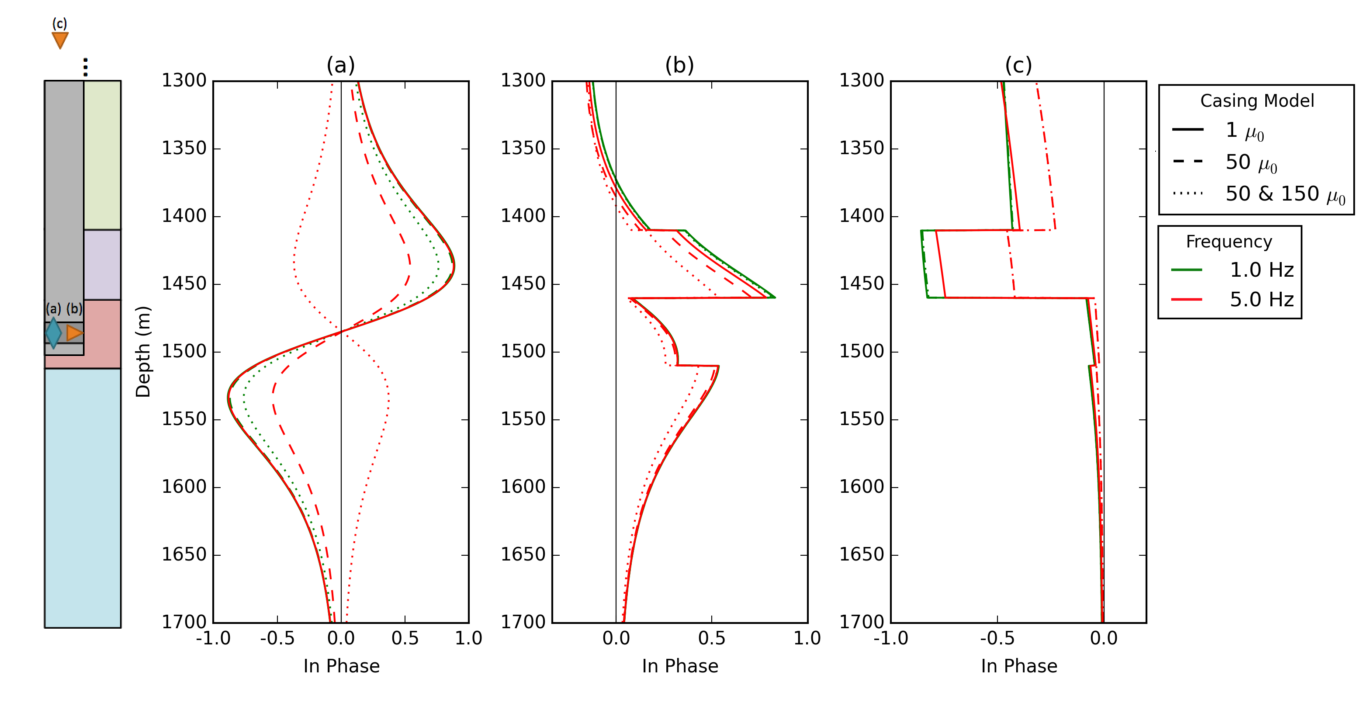 (c)
⋮
(a) (b)
(a)
1300
1350
1400
1450
1500
1550
1600
1650
1700
Depth (m)
-1.0 -0.5 0.0 0.5 1.0
In Phase
(b)
1300
1350
1400
1450
1500
1550
1600
1650
1700
0.0 0.5 1.0
In Phase
(c)
1300
1350
1400
1450
1500
1550
1600
1650
1700
-1.0 -0.5 0.0
In Phase
Casing Model
1 μ₀
50 μ₀
50 & 150 μ₀
Frequency
1.0 Hz
5.0 Hz